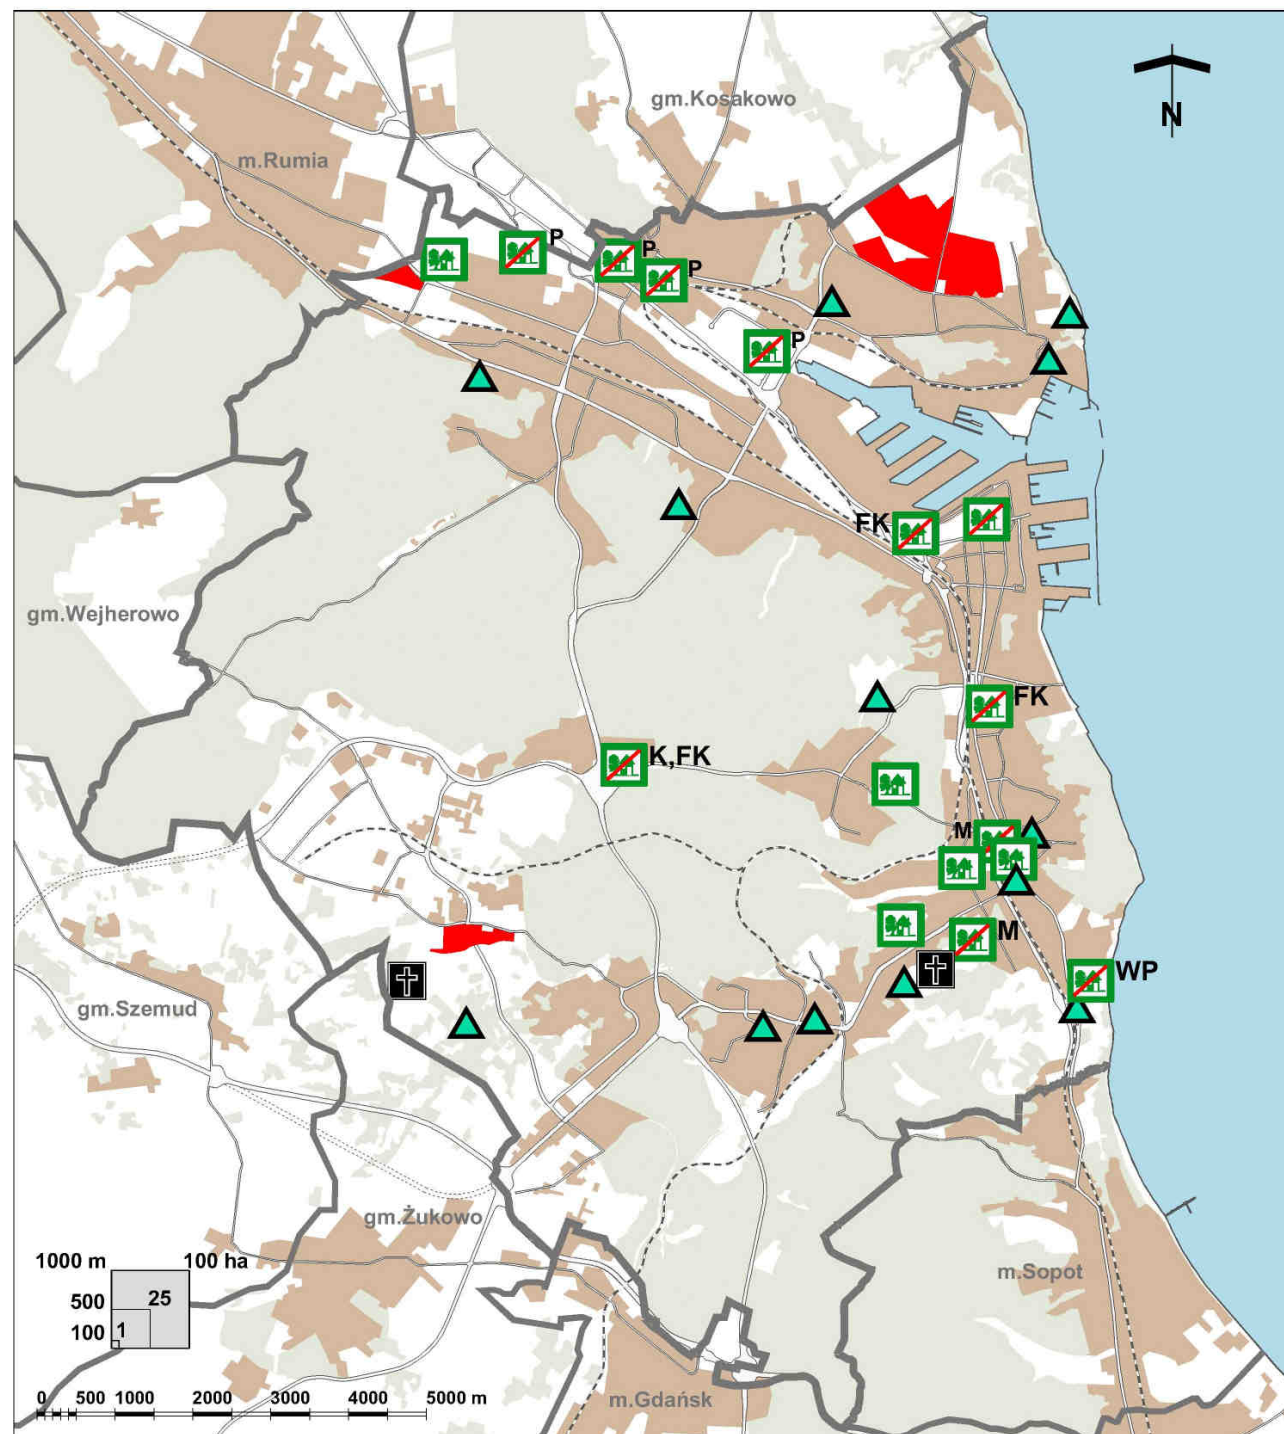 gm.Kosakowo
N
m.Rumia
P
P
P
P
FK
gm.Wejherowo
FK
K,FK
M
M
WP
gm.Szemud
gm.Żukowo
1000 m 100 ha
m.Sopot
500 25
100 1
0 500 1000 2000 3000 4000 5000 m
m.Gdańsk